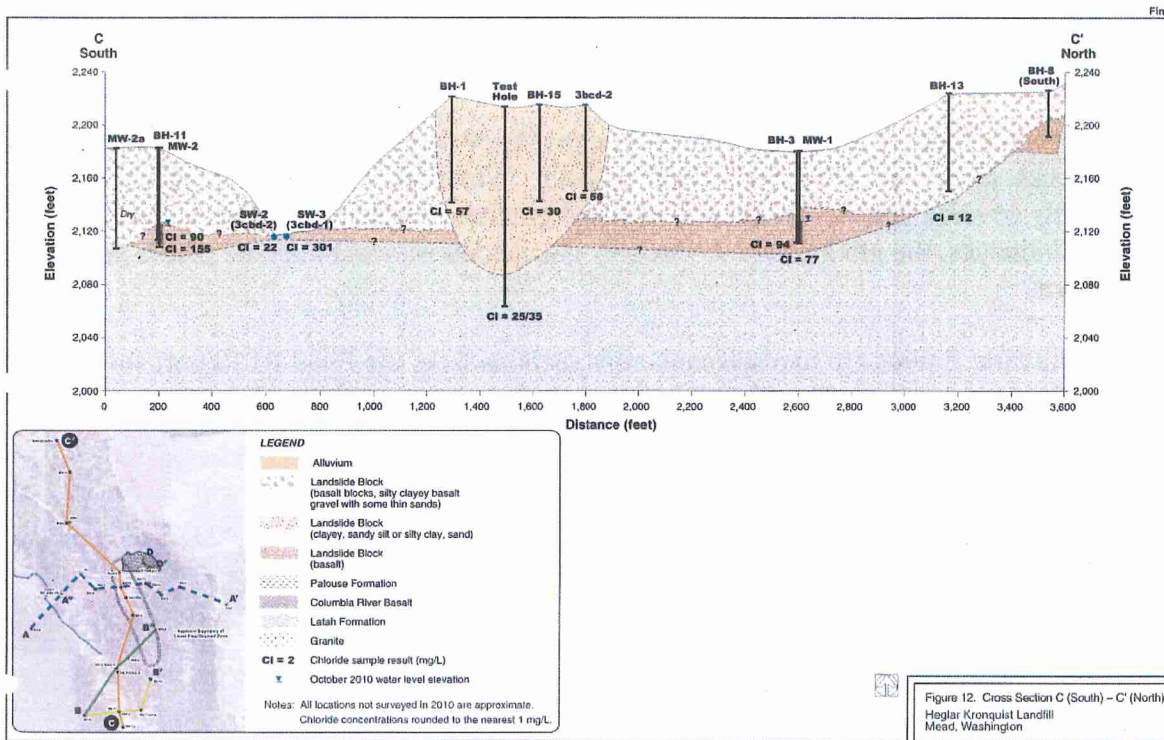 Fin
C
South
C'
North
2,240
2,200
2,160
2,120
2,080
2,040
2,000
Elevation (feet)
MW-2a
BH-11
MW-2
Dry
Cl = 90
Cl = 155
SW-2
(3cbd-2)
SW-3
(3cbd-1)
Cl = 22
Cl = 301
BH-1
Cl = 57
Test
Hole
Cl = 25/35
BH-15
Cl = 30
3bcd-2
Cl = 56
BH-3
MW-1
Cl = 94
Cl = 77
BH-13
Cl = 12
BH-8
(South)
? ? ? ? ? ? ? ? ? ? ?
2,240
2,200
2,160
2,120
2,080
2,040
2,000
Elevation (feet)
0 200 400 600 800 1,000 1,200 1,400 1,600 1,800 2,000 2,200 2,400 2,600 2,800 3,000 3,200 3,400 3,600
Distance (feet)
C'
D
D'
A''
A'
A
B''
B'
B
C
LEGEND
Alluvium
Landslide Block
(basalt blocks, silty clayey basalt
gravel with some thin sands)
Landslide Block
(clayey, sandy silt or silty clay, sand)
Landslide Block
(basalt)
Palouse Formation
Columbia River Basalt
Latah Formation
Granite
Cl = 2 Chloride sample result (mg/L)
October 2010 water level elevation
Notes: All locations not surveyed in 2010 are approximate.
Chloride concentrations rounded to the nearest 1 mg/L.
Figure 12. Cross Section C (South) – C' (North)
Heglar Kronquist Landfill
Mead, Washington